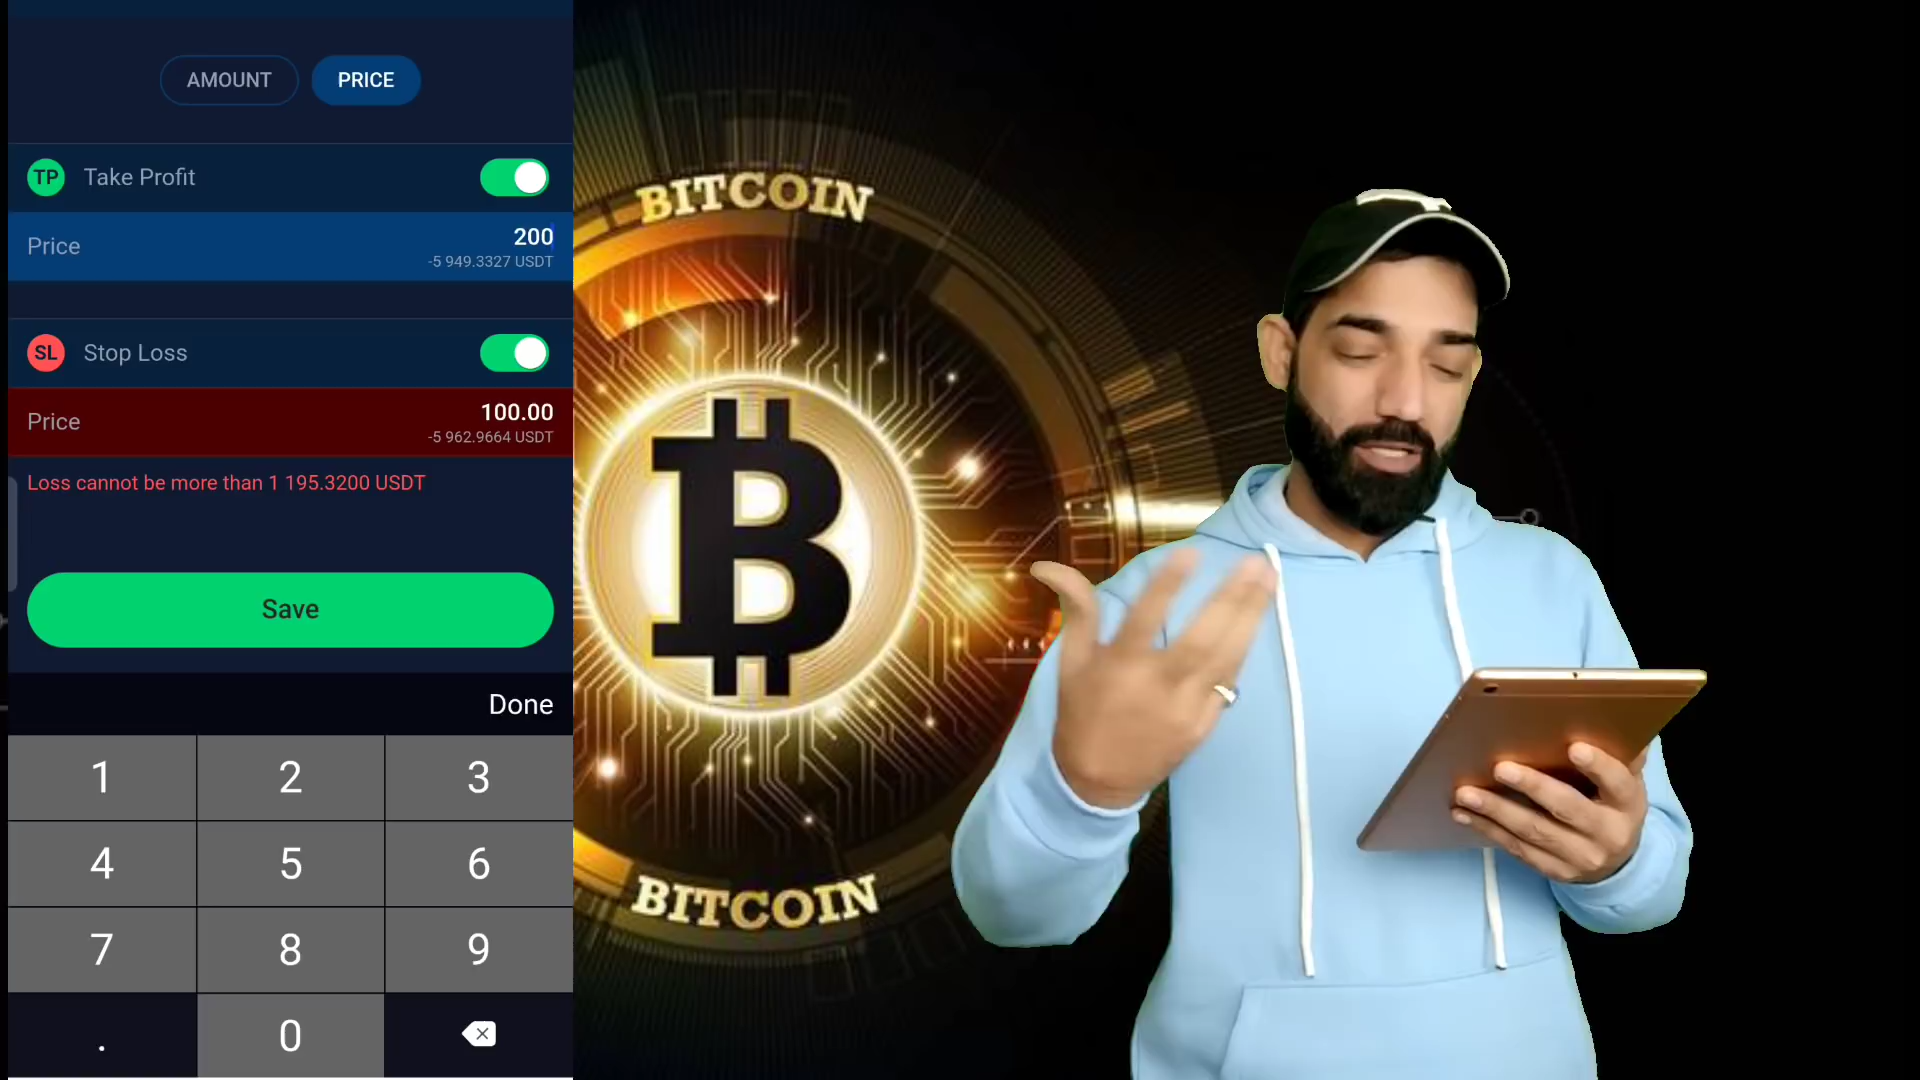 AMOUNT
PRICE
TP Take Profit
Price
200
-5 949.3327 USDT
SL Stop Loss
Price
100.00
-5 962.9664 USDT
Loss cannot be more than 1 195.3200 USDT
Save
Done
1 2 3
4 5 6
7 8 9
. 0
BITCOIN
BITCOIN